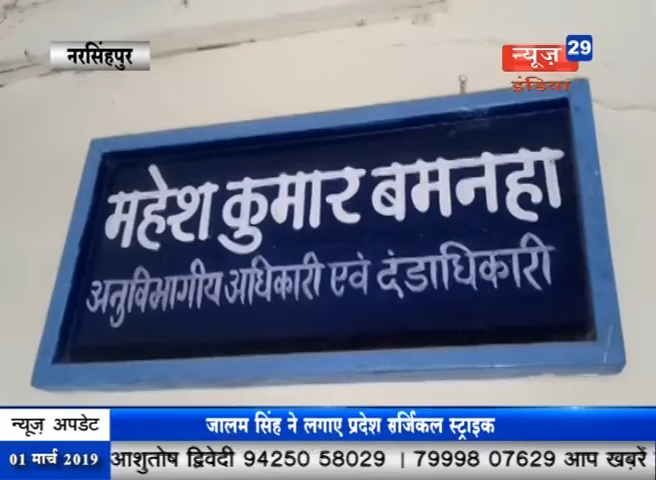 नरसिंहपुर
न्यूज़ 29
इंडिया
महेश कुमार बमनहा
अनुविभागीय अधिकारी एवं दंडाधिकारी
न्यूज़ अपडेट
जालम सिंह ने लगाए प्रदेश सर्जिकल स्ट्राइक
01 मार्च 2019
आशुतोष द्विवेदी 94250 58029 | 79998 07629 आप खबरें